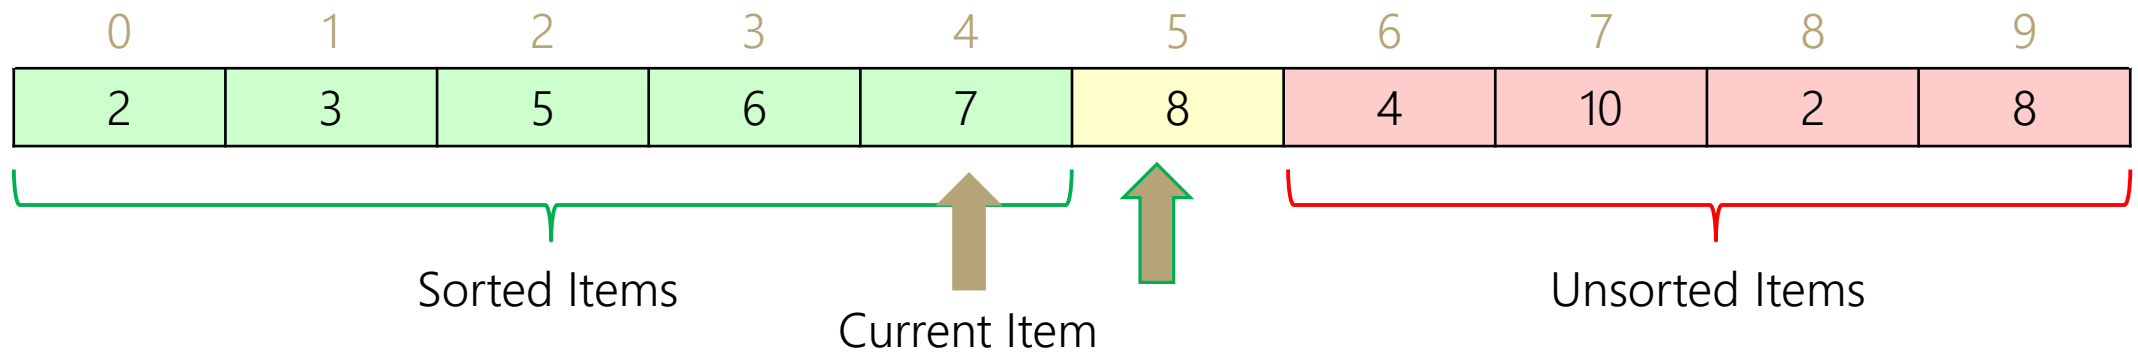 0 1 2 3 4 5 6 7 8 9
2 3 5 6 7 8 4 10 2 8
Sorted Items
Unsorted Items
Current Item